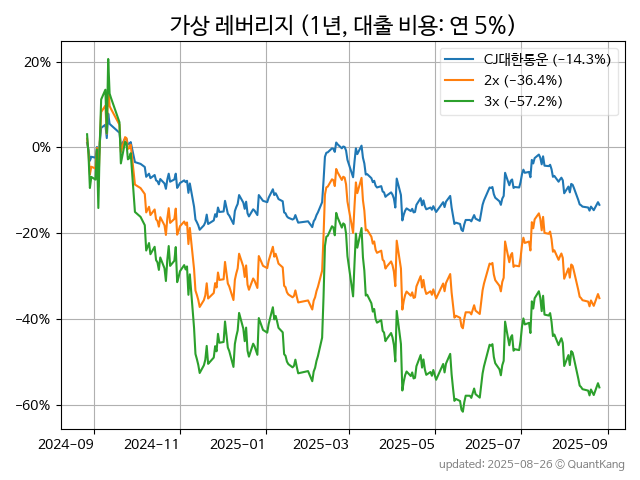 가상 레버리지 (1년, 대출 비용: 연 5%)
CJ대한통운 (−14.3%)
2x (−36.4%)
3x (−57.2%)
20%
0%
−20%
−40%
−60%
2024−09 2024−11 2025−01 2025−03 2025−05 2025−07 2025−09
updated: 2025-08-26 © QuantKang